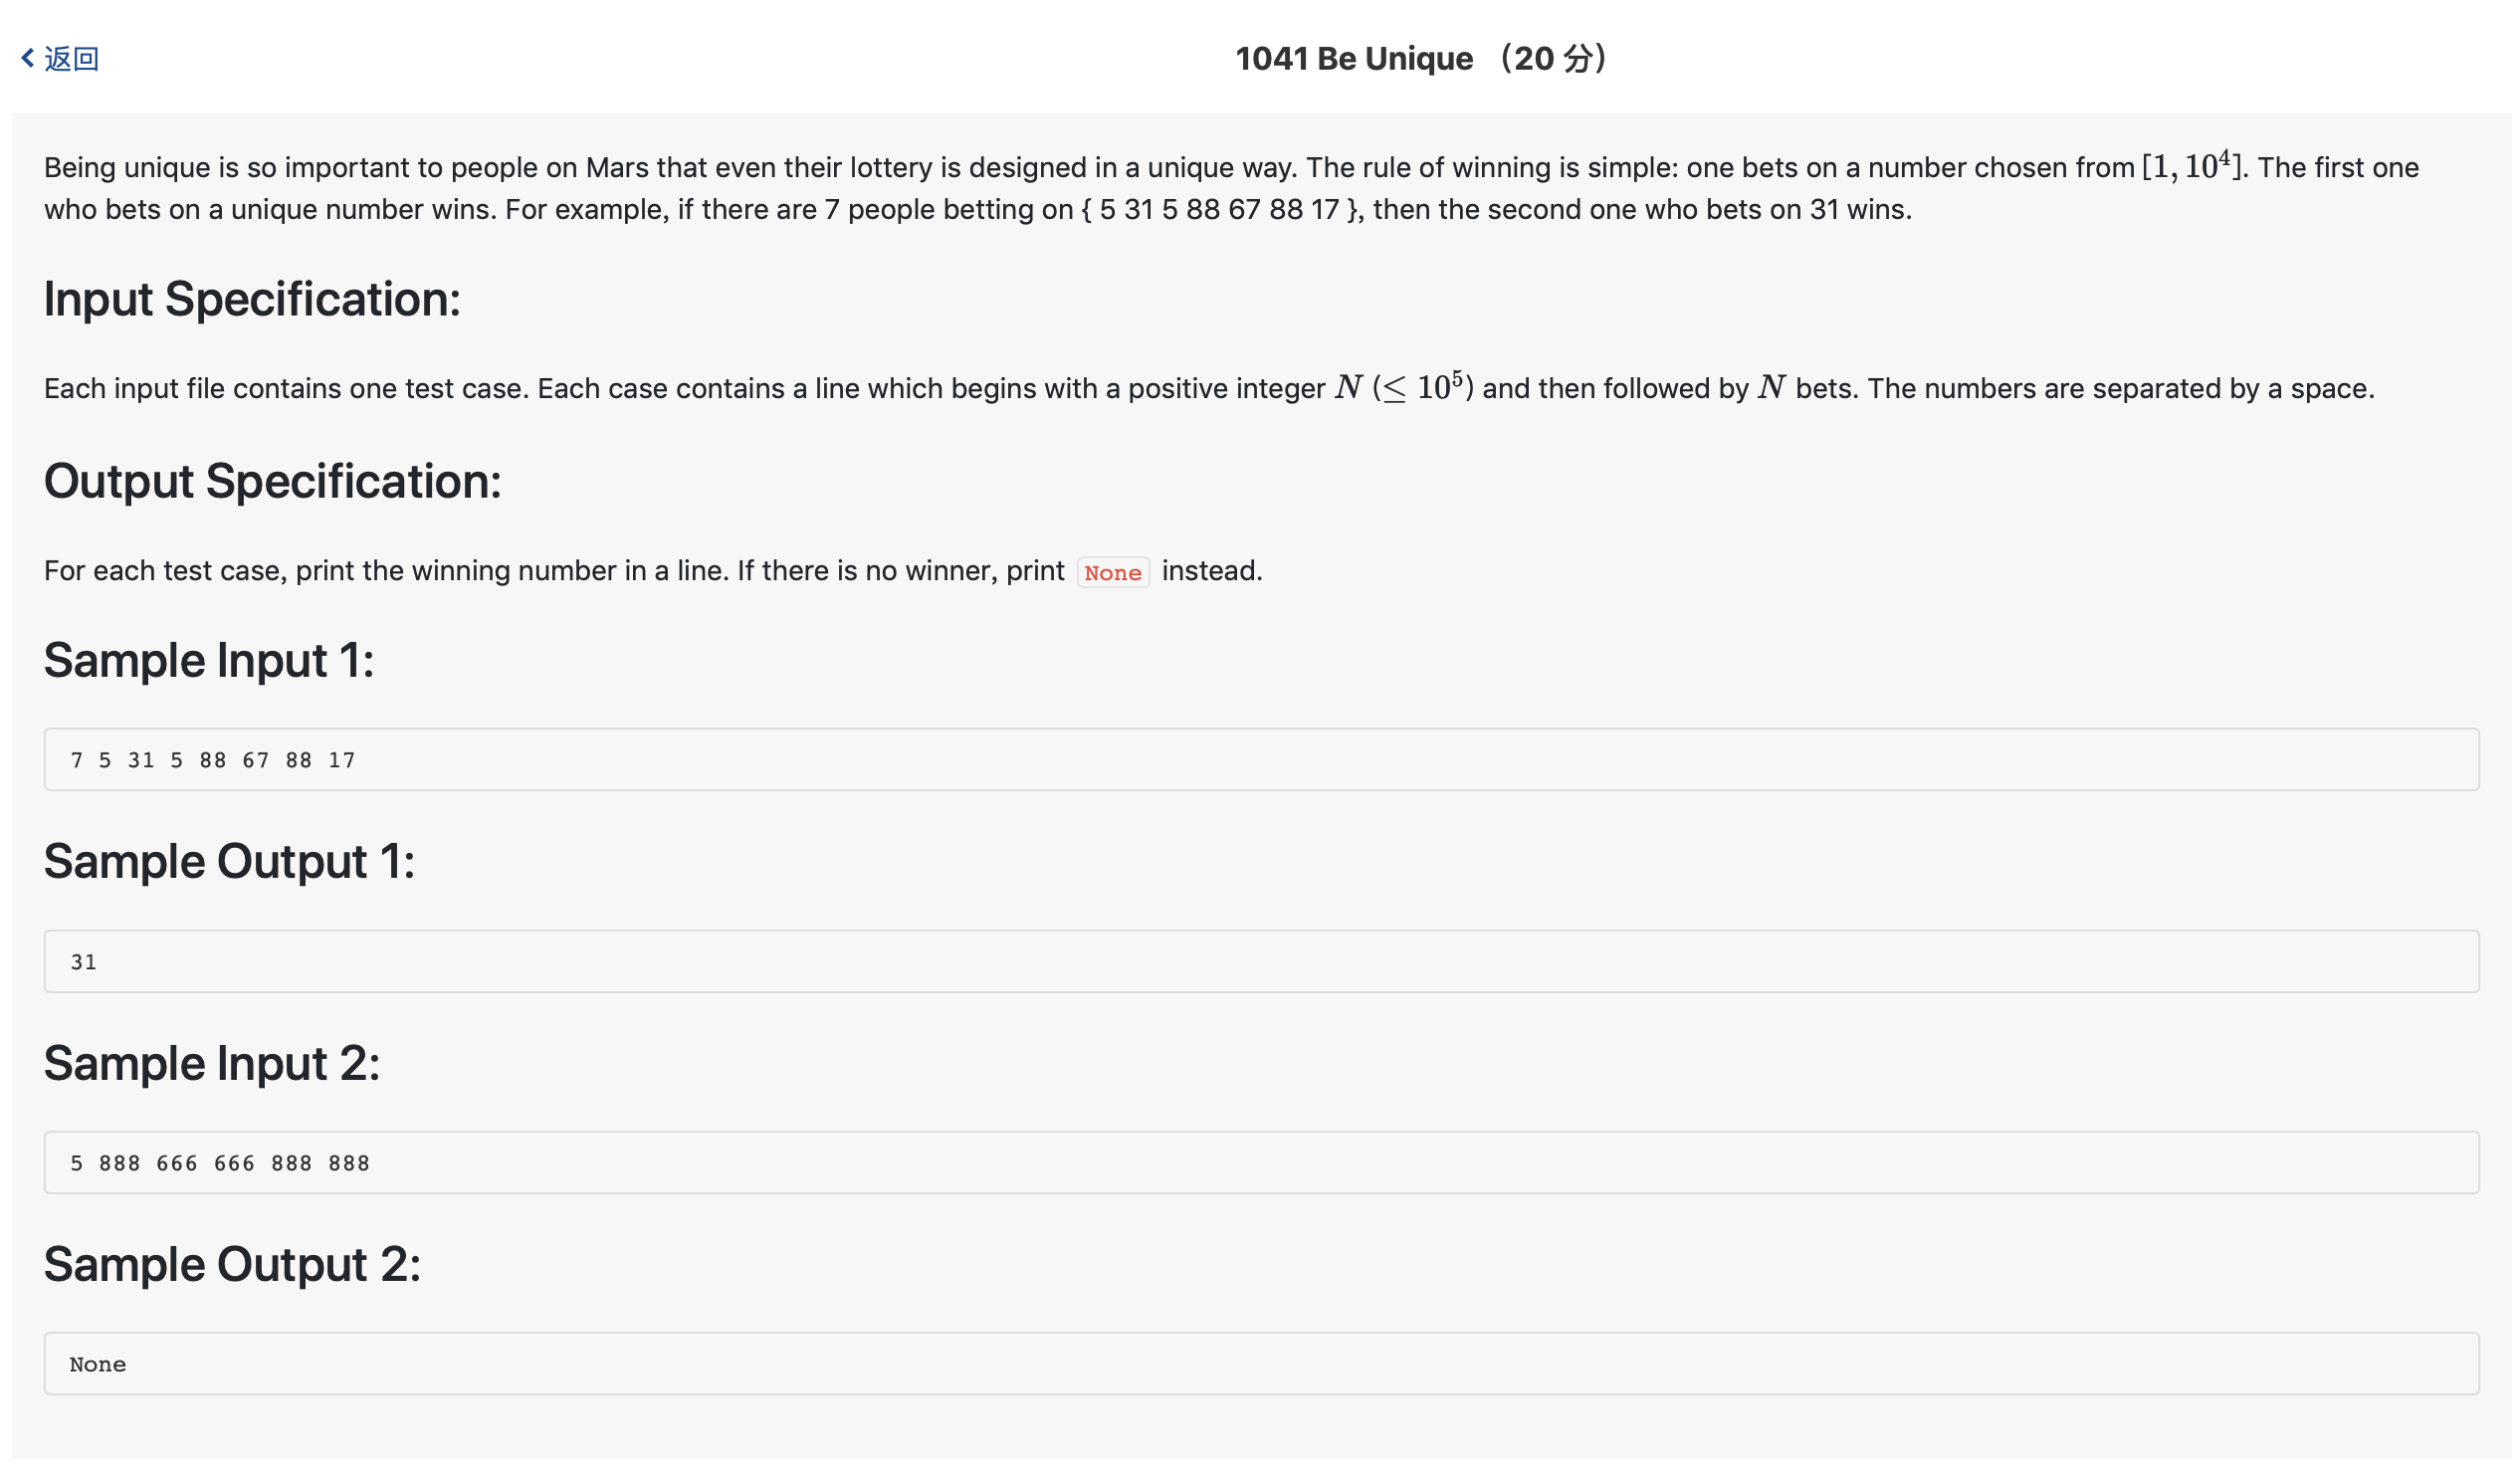 返回
1041 Be Unique （20 分）
Being unique is so important to people on Mars that even their lottery is designed in a unique way. The rule of winning is simple: one bets on a number chosen from [1, 10⁴]. The first one
who bets on a unique number wins. For example, if there are 7 people betting on { 5 31 5 88 67 88 17 }, then the second one who bets on 31 wins.
Input Specification:
Each input file contains one test case. Each case contains a line which begins with a positive integer N (≤ 10⁵) and then followed by N bets. The numbers are separated by a space.
Output Specification:
For each test case, print the winning number in a line. If there is no winner, print None instead.
Sample Input 1:
7 5 31 5 88 67 88 17
Sample Output 1:
31
Sample Input 2:
5 888 666 666 888 888
Sample Output 2:
None